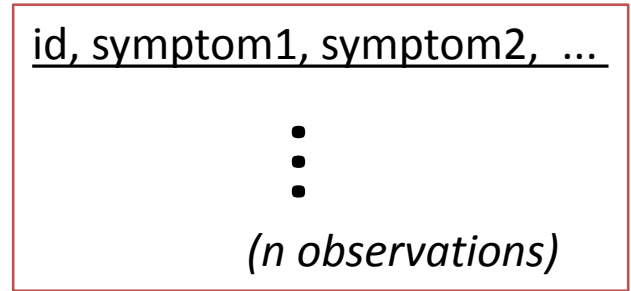 id, symptom1, symptom2, ...
(n observations)